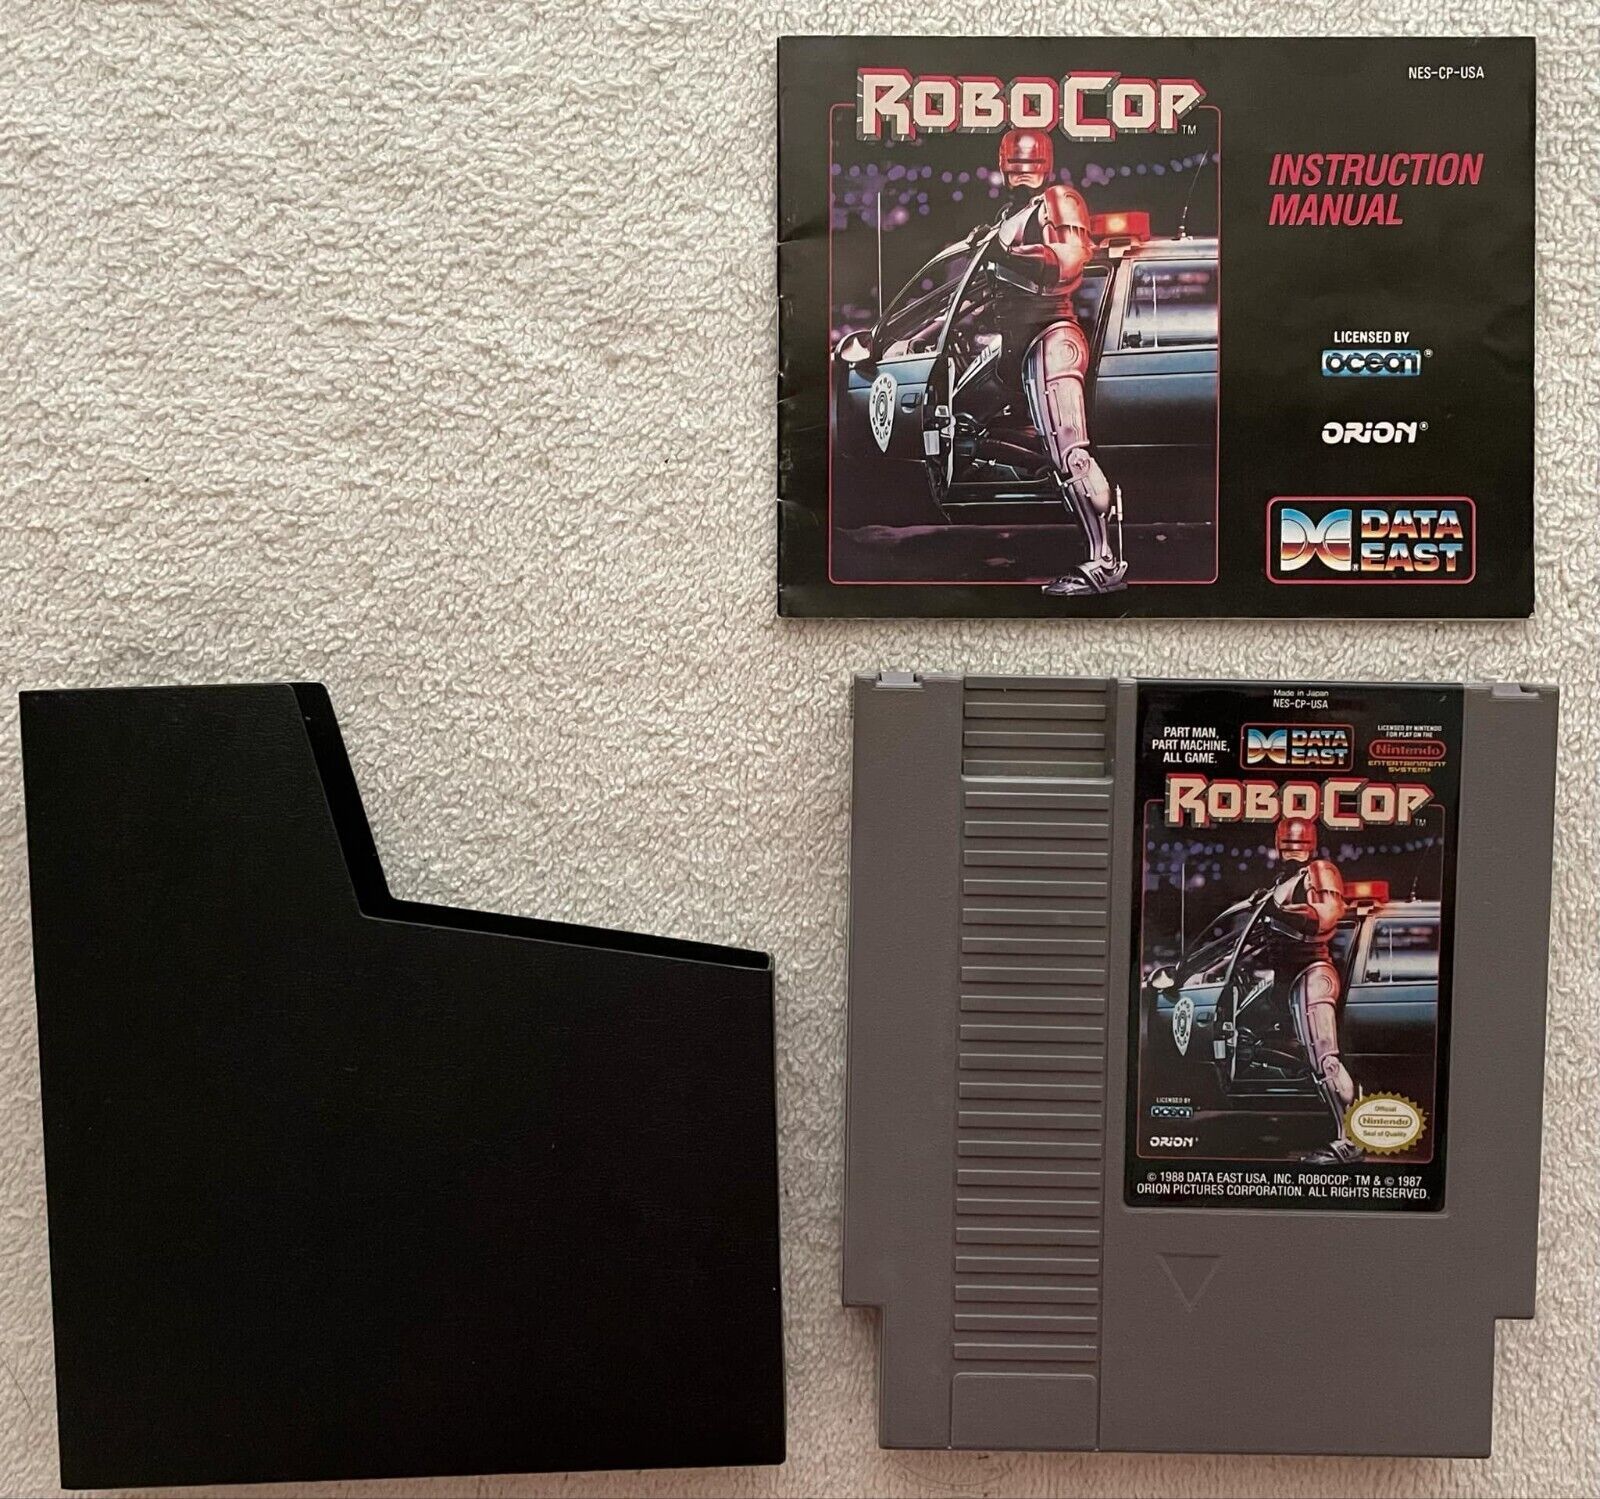 ROBOCOP TM
NES-CP-USA
INSTRUCTION
MANUAL
LICENSED BY
ocean®
ORION®
DATA
EAST
Made in Japan
NES-CP-USA
PART MAN,
PART MACHINE,
ALL GAME.
DATA
EAST
LICENSED BY NINTENDO
FOR PLAY ON THE
Nintendo
ENTERTAINMENT
SYSTEM
ROBOCOP TM
LICENSED BY
ocean
ORION®
Official
Nintendo
Seal of Quality
© 1988 DATA EAST USA, INC. ROBOCOP: TM & © 1987
ORION PICTURES CORPORATION. ALL RIGHTS RESERVED.